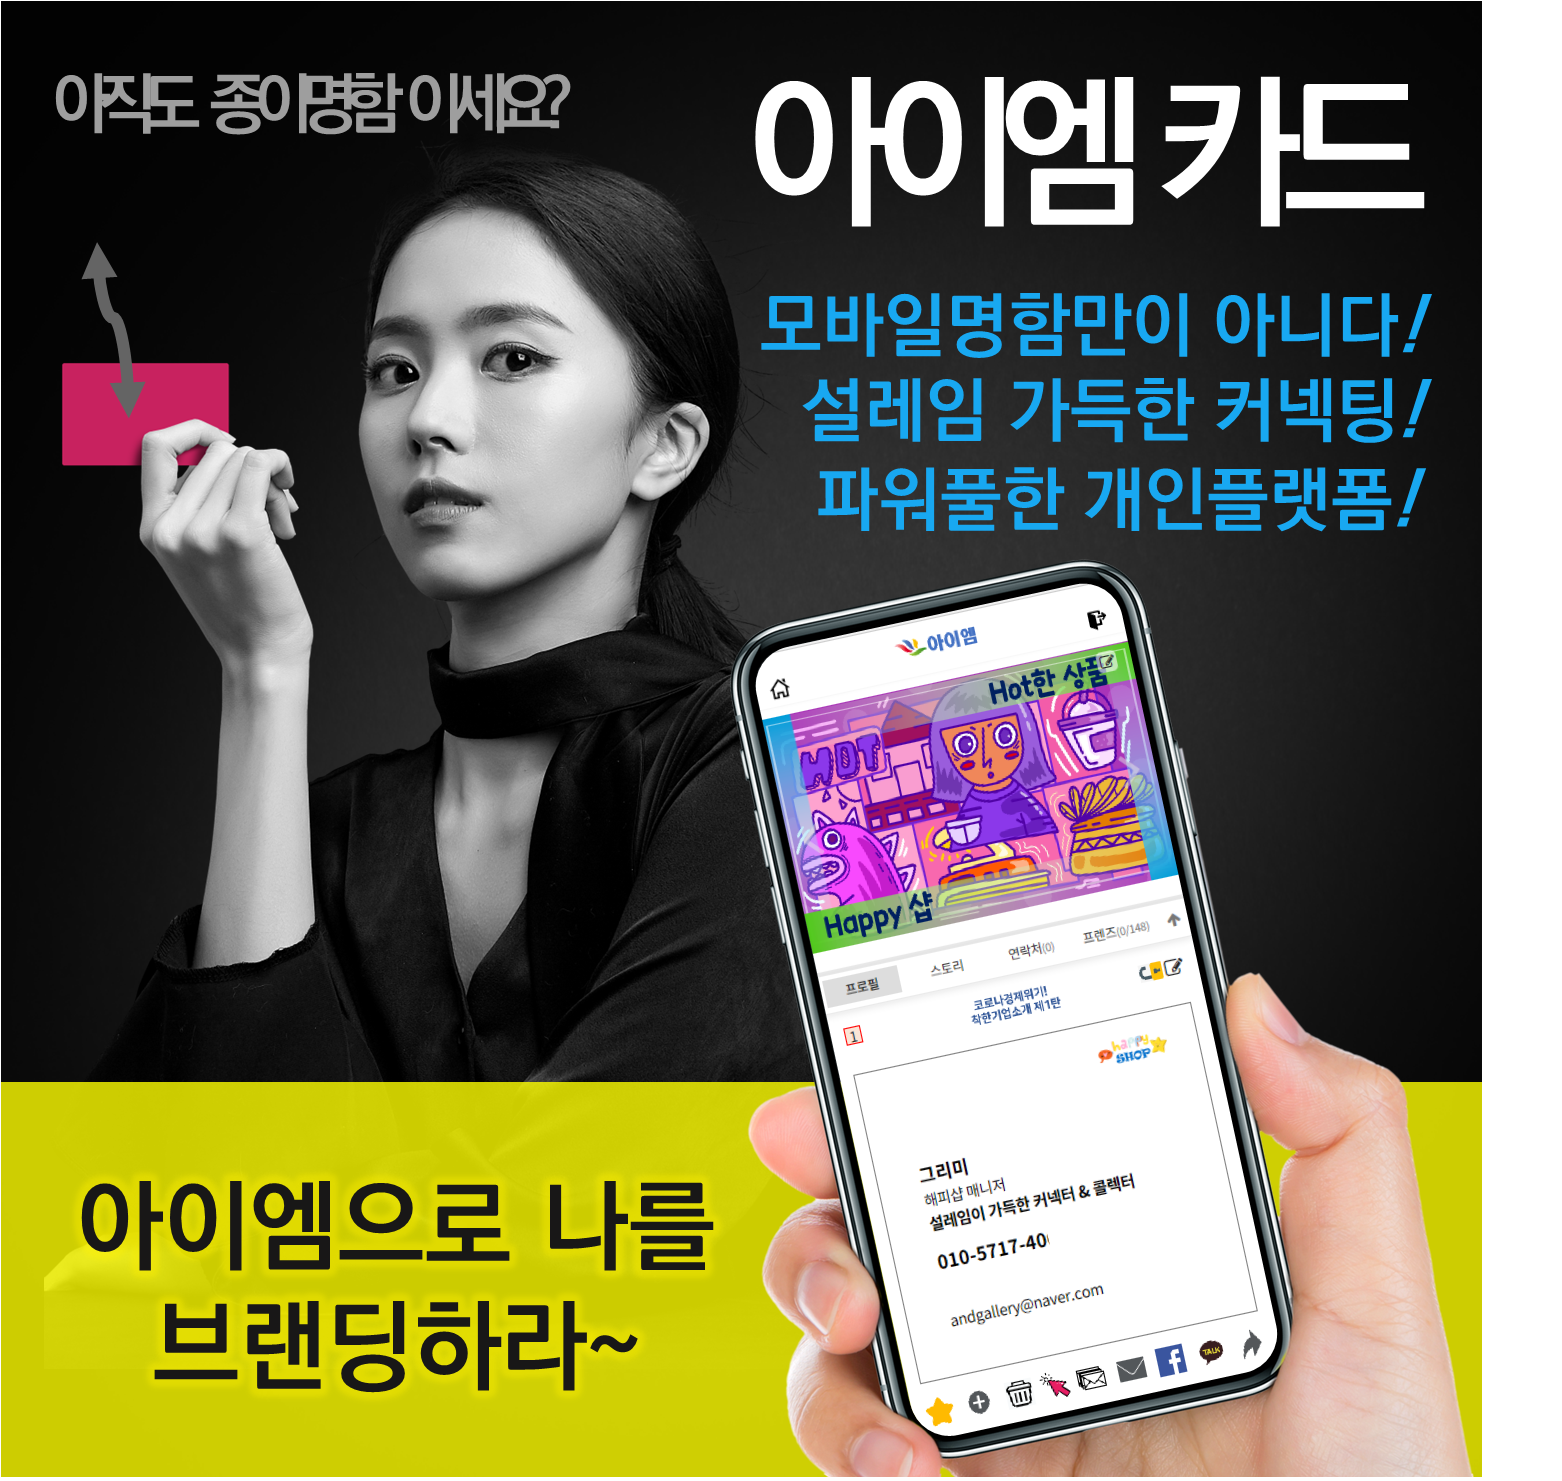 아직도 종이명함 이세요?
아이엠 카드
모바일명함만이 아니다!
설레임 가득한 커넥팅!
파워풀한 개인플랫폼!
아이엠
Hot한 상품
HOT
Happy 샵
프로필
스토리
연락처(0)
프렌즈(0/148)
코로나경제위기!
착한기업소개 제1탄
1
happy
SHOP
그리미
해피샵 매니저
설레임이 가득한 커넥터 & 콜렉터
010-5717-40
andgallery@naver.com
TALK
아이엠으로 나를
브랜딩하라~